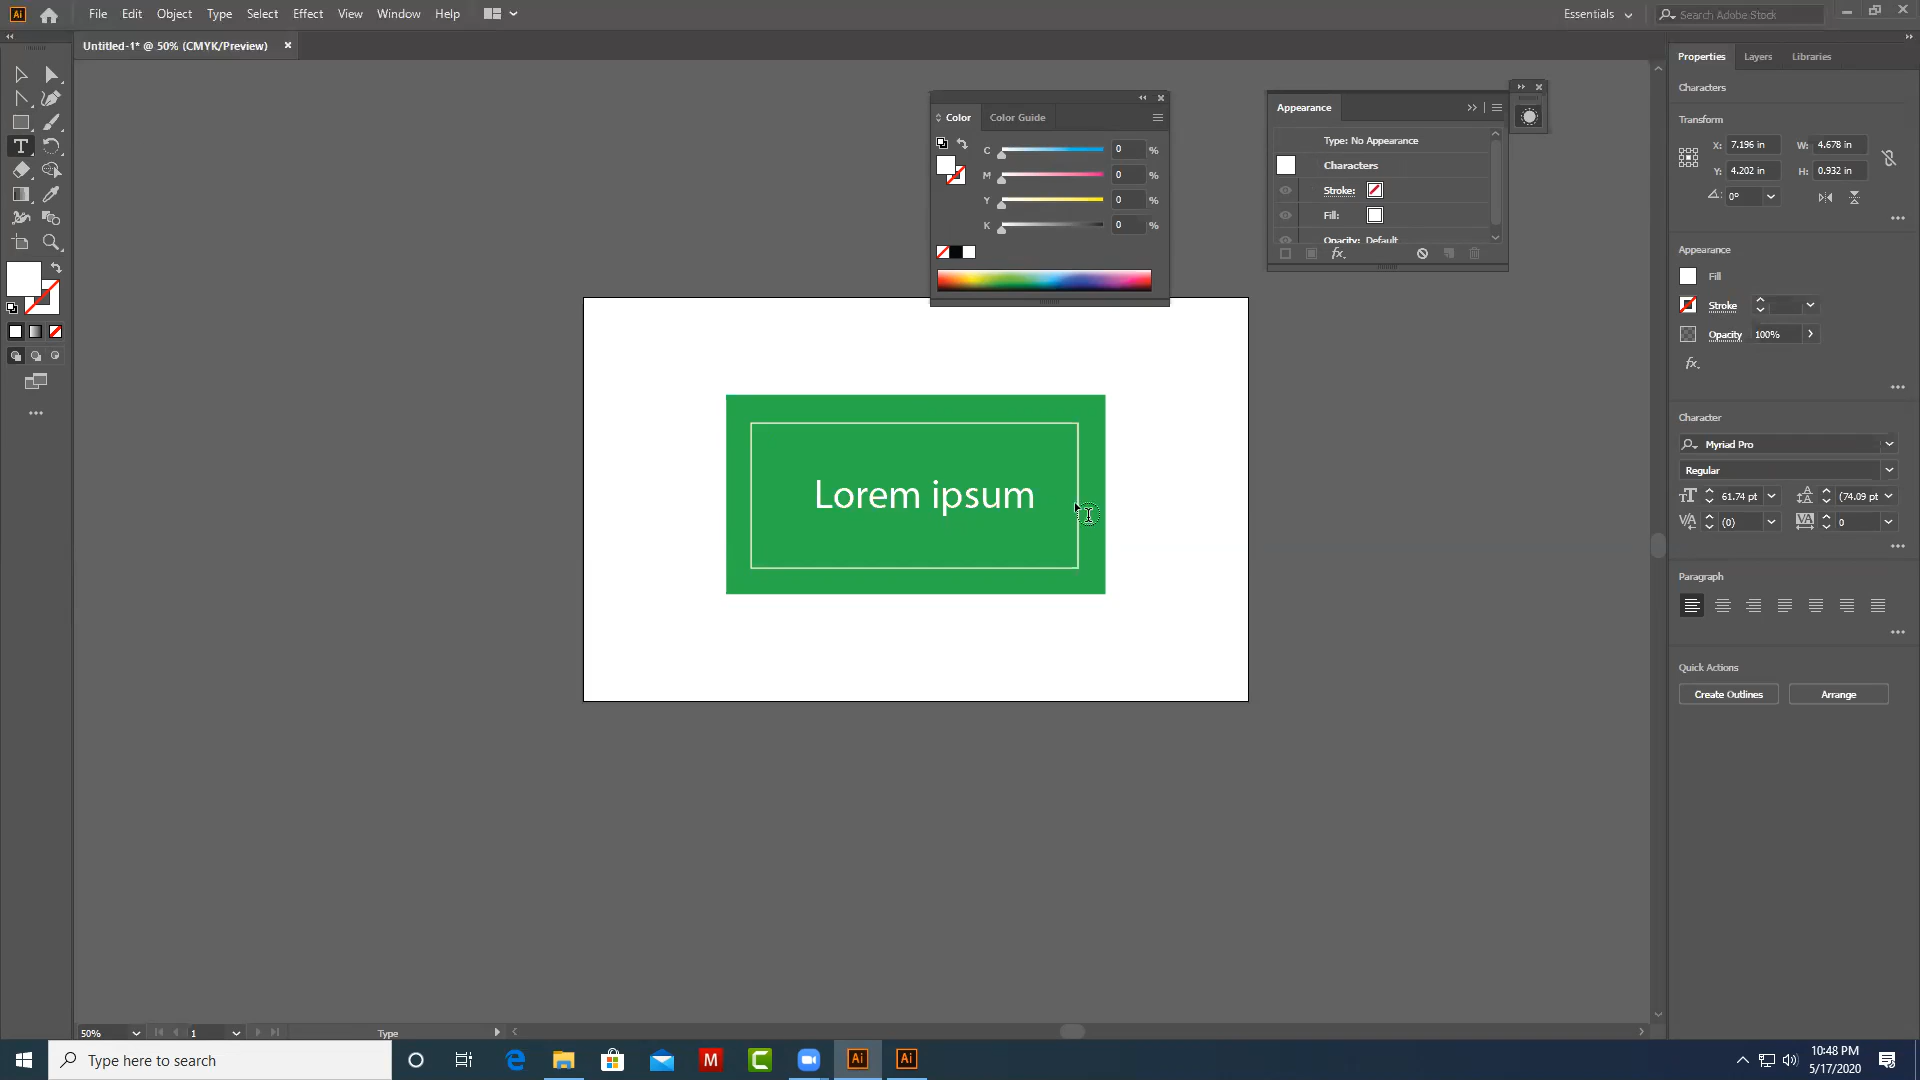 Ai File Edit Object Type Select Effect View Window Help Essentials Search Adobe Stock
Untitled-1* @ 50% (CMYK/Preview)
Properties Layers Libraries
Characters
Transform
X: 7.196 in W: 4.678 in
Y: 4.202 in H: 0.932 in
0°
Color Color Guide
C 0 %
M 0 %
Y 0 %
K 0 %
Appearance
Type: No Appearance
Characters
Stroke:
Fill:
Opacity: Default
fx.
Appearance
Fill
Stroke
Opacity 100%
fx.
Character
Myriad Pro
Regular
61.74 pt (74.09 pt
(0) 0
Paragraph
Quick Actions
Create Outlines Arrange
Lorem ipsum
50% 1 Type
Type here to search
10:48 PM
5/17/2020